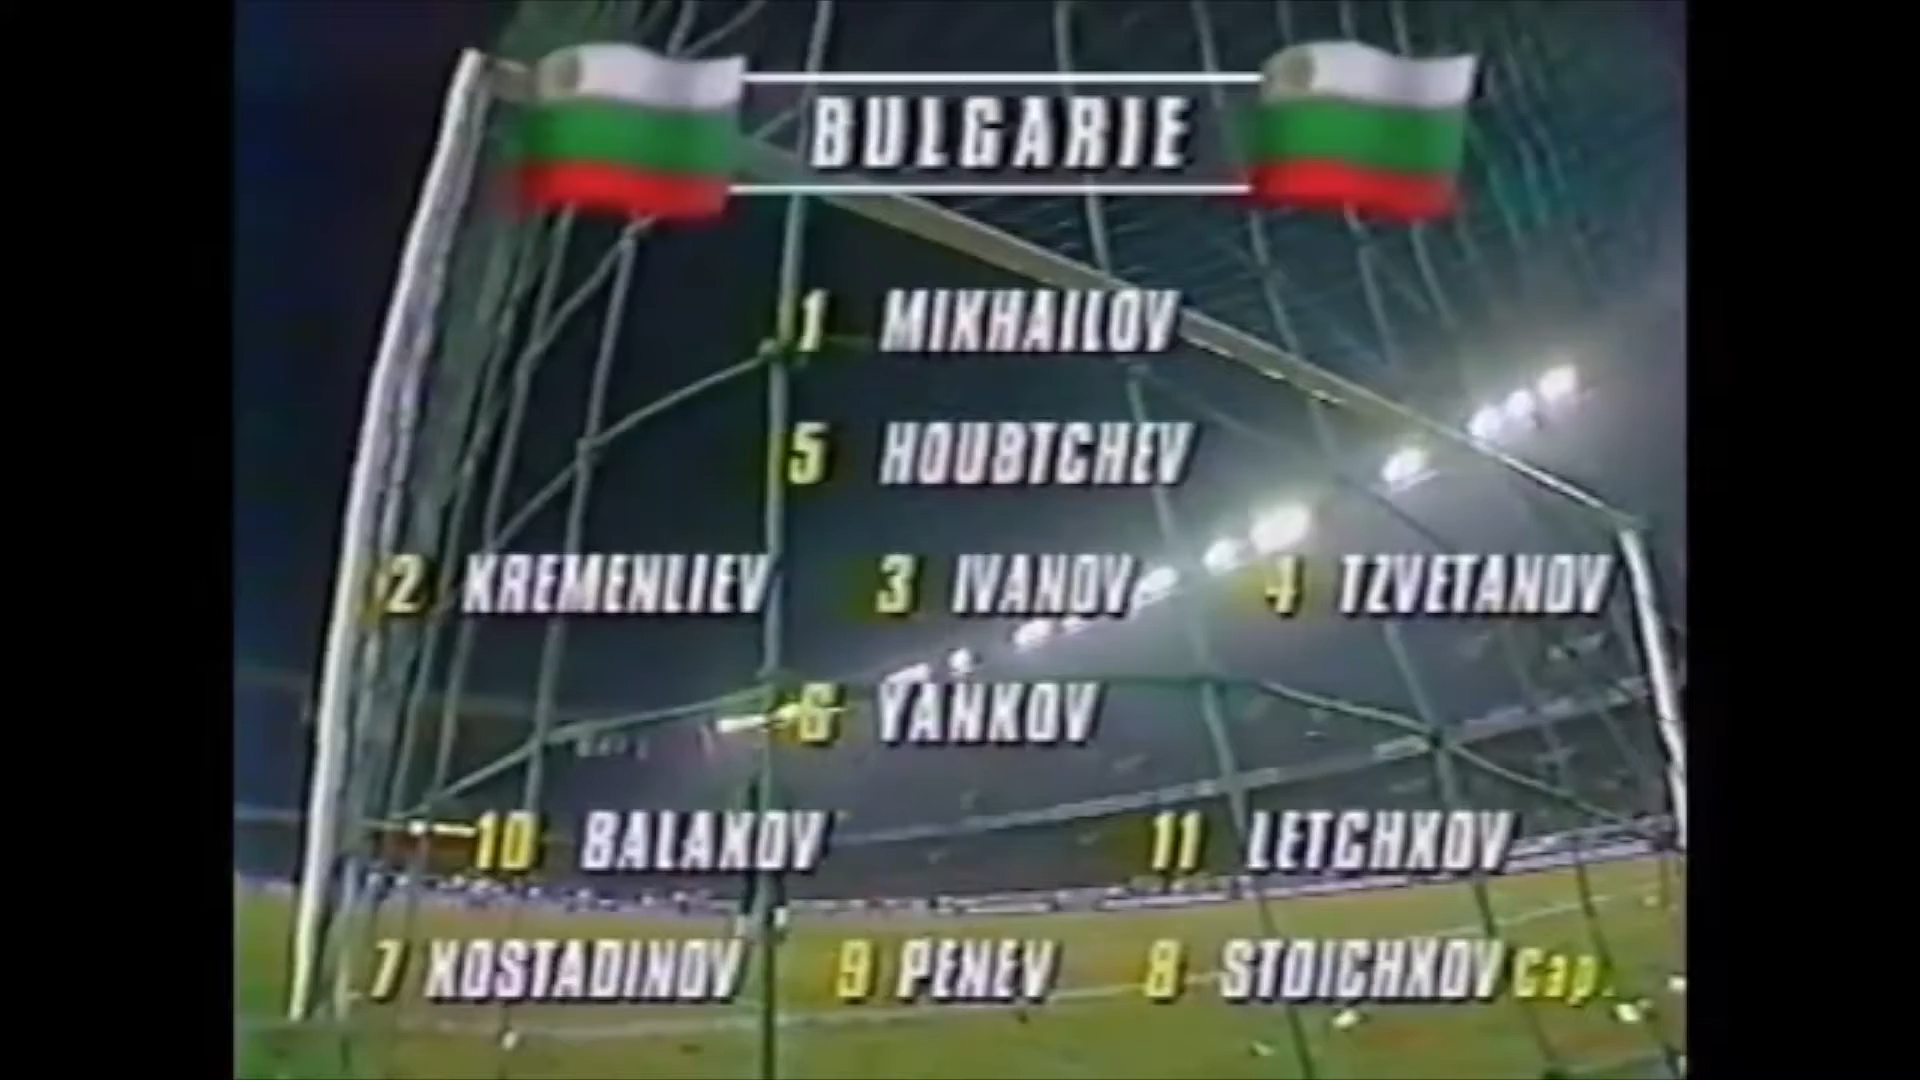 BULGARIE
1 MIKHAILOV
5 HOUBTCHEV
2 KREMENLIEV 3 IVANOV 4 TZVETANOV
6 YANKOV
10 BALAKOV 11 LETCHKOV
7 KOSTADINOV 9 PENEV 8 STOICHKOV Cap.